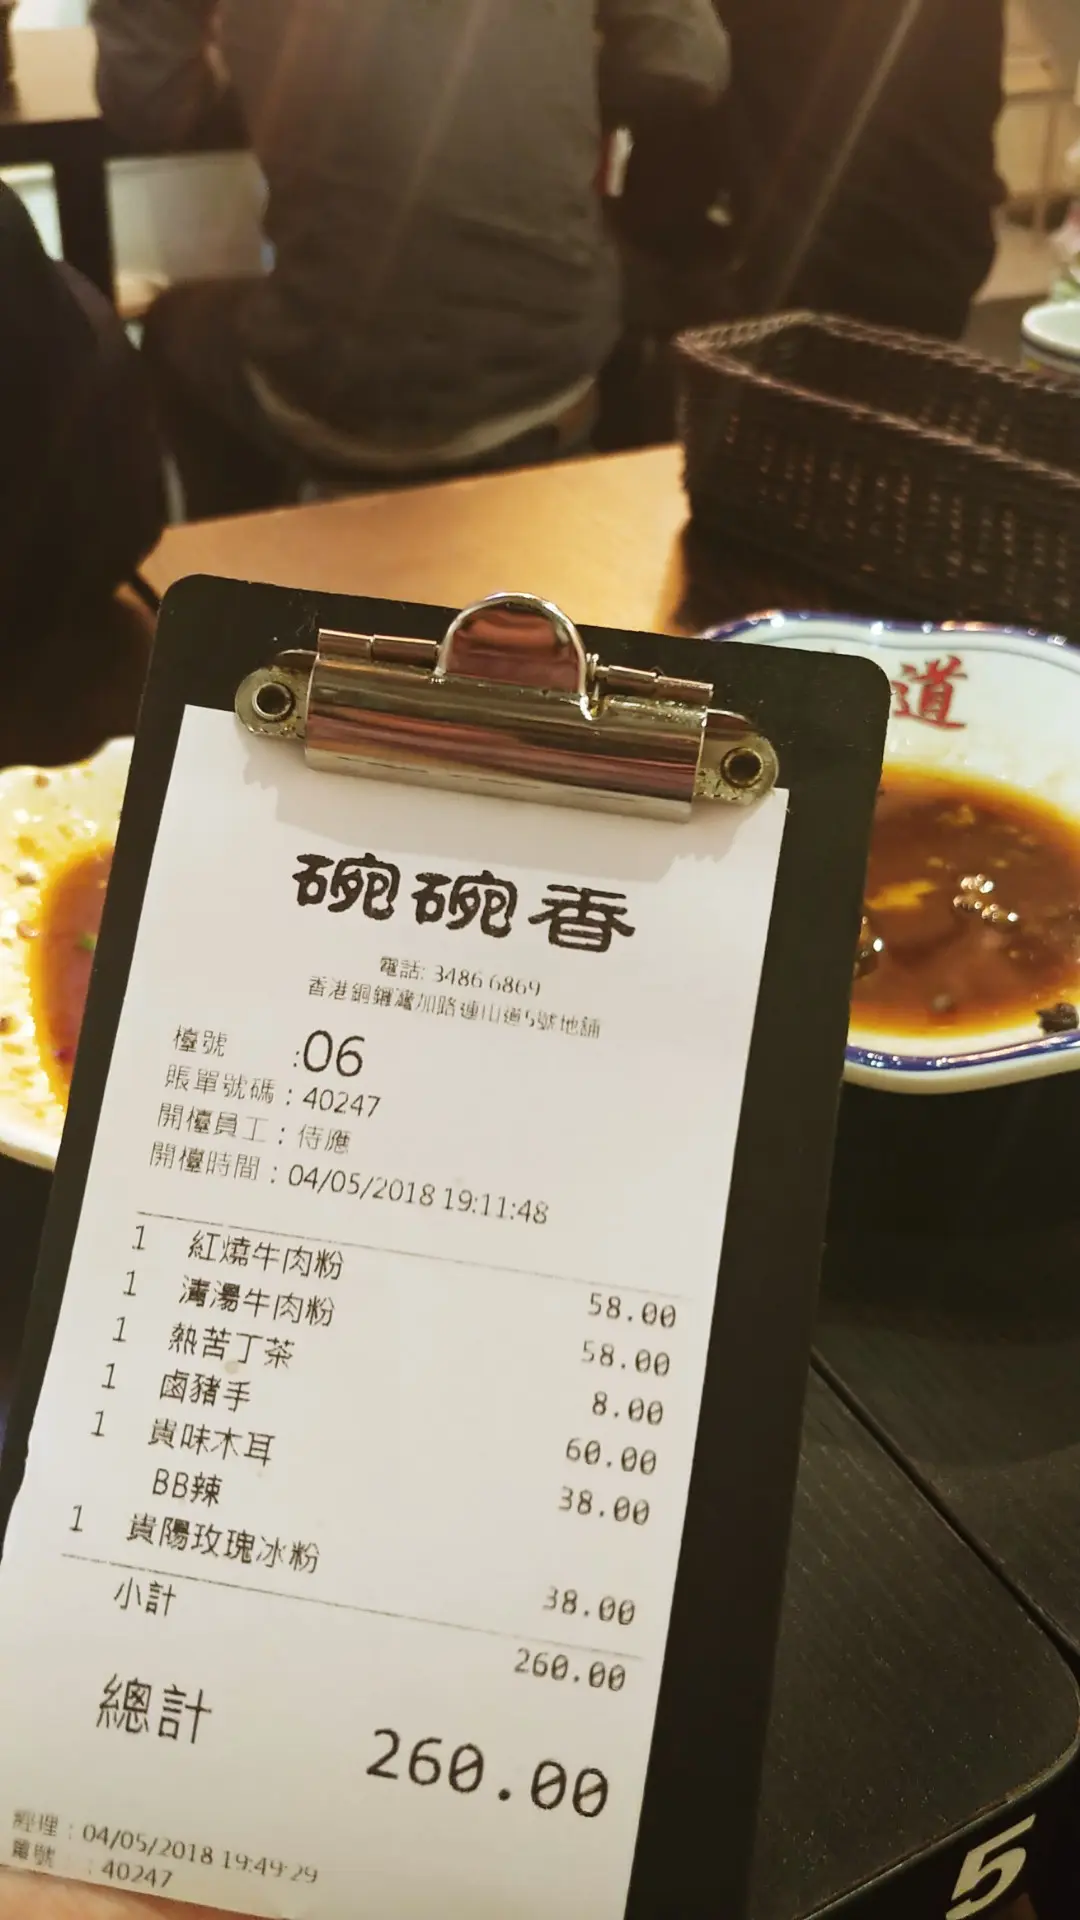 道
碗碗香
電話: 3486 6869
香港銅鑼灣加路連山道5號地舖
檯號 :06
賬單號碼 : 40247
開檯員工 : 侍應
開檯時間 : 04/05/2018 19:11:48
1 紅燒牛肉粉 58.00
1 清湯牛肉粉 58.00
1 熱苦丁茶 8.00
1 鹵豬手 60.00
1 貴味木耳 38.00
BB辣
1 貴陽玫瑰冰粉 38.00
小計 260.00
總計 260.00
經理 : 04/05/2018 19:49:29
單號 : 40247
5